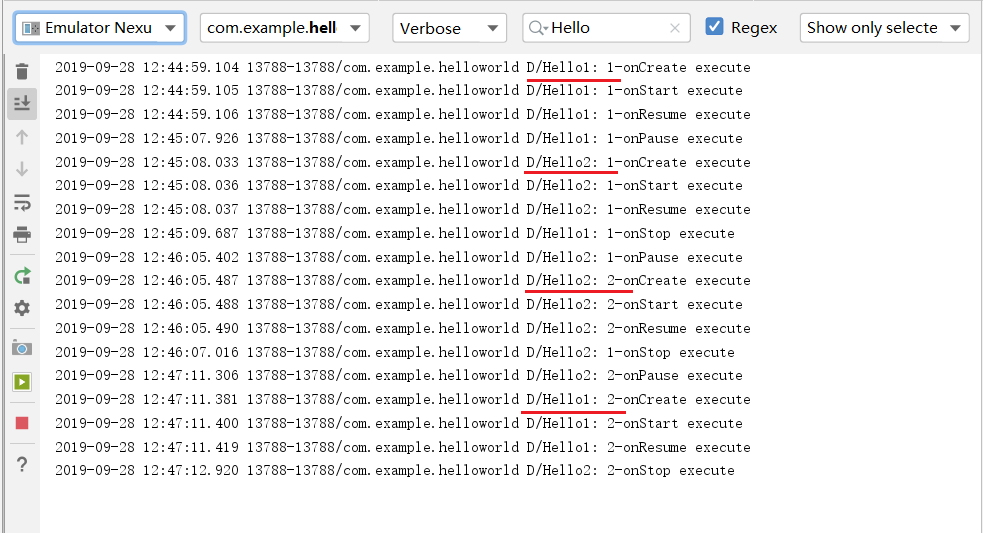 Emulator Nexu com.example.hell Verbose Hello Regex Show only selecte
2019-09-28 12:44:59.104 13788-13788/com.example.helloworld D/Hello1: 1-onCreate execute
2019-09-28 12:44:59.105 13788-13788/com.example.helloworld D/Hello1: 1-onStart execute
2019-09-28 12:44:59.106 13788-13788/com.example.helloworld D/Hello1: 1-onResume execute
2019-09-28 12:45:07.926 13788-13788/com.example.helloworld D/Hello1: 1-onPause execute
2019-09-28 12:45:08.033 13788-13788/com.example.helloworld D/Hello2: 1-onCreate execute
2019-09-28 12:45:08.036 13788-13788/com.example.helloworld D/Hello2: 1-onStart execute
2019-09-28 12:45:08.037 13788-13788/com.example.helloworld D/Hello2: 1-onResume execute
2019-09-28 12:45:09.687 13788-13788/com.example.helloworld D/Hello1: 1-onStop execute
2019-09-28 12:46:05.402 13788-13788/com.example.helloworld D/Hello2: 1-onPause execute
2019-09-28 12:46:05.487 13788-13788/com.example.helloworld D/Hello2: 2-onCreate execute
2019-09-28 12:46:05.488 13788-13788/com.example.helloworld D/Hello2: 2-onStart execute
2019-09-28 12:46:05.490 13788-13788/com.example.helloworld D/Hello2: 2-onResume execute
2019-09-28 12:46:07.016 13788-13788/com.example.helloworld D/Hello2: 1-onStop execute
2019-09-28 12:47:11.306 13788-13788/com.example.helloworld D/Hello2: 2-onPause execute
2019-09-28 12:47:11.381 13788-13788/com.example.helloworld D/Hello1: 2-onCreate execute
2019-09-28 12:47:11.400 13788-13788/com.example.helloworld D/Hello1: 2-onStart execute
2019-09-28 12:47:11.419 13788-13788/com.example.helloworld D/Hello1: 2-onResume execute
2019-09-28 12:47:12.920 13788-13788/com.example.helloworld D/Hello2: 2-onStop execute